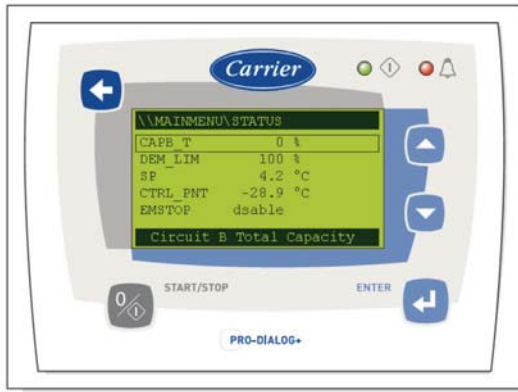 Carrier
\\MAINMENU\STATUS
CAPB_T 0 %
DEM_LIM 100 %
SP 4.2 °C
CTRL_PNT -28.9 °C
EMSTOP dsable
Circuit B Total Capacity
START/STOP
ENTER
0/I
PRO-DIALOG+